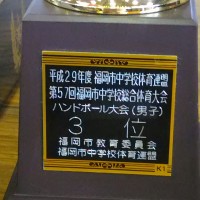 平成29年度 福岡市中学校体育連盟
第57回福岡市中学校総合体育大会
ハンドボール大会(男子)
3 位
福岡市教育委員会
福岡市中学校体育連盟